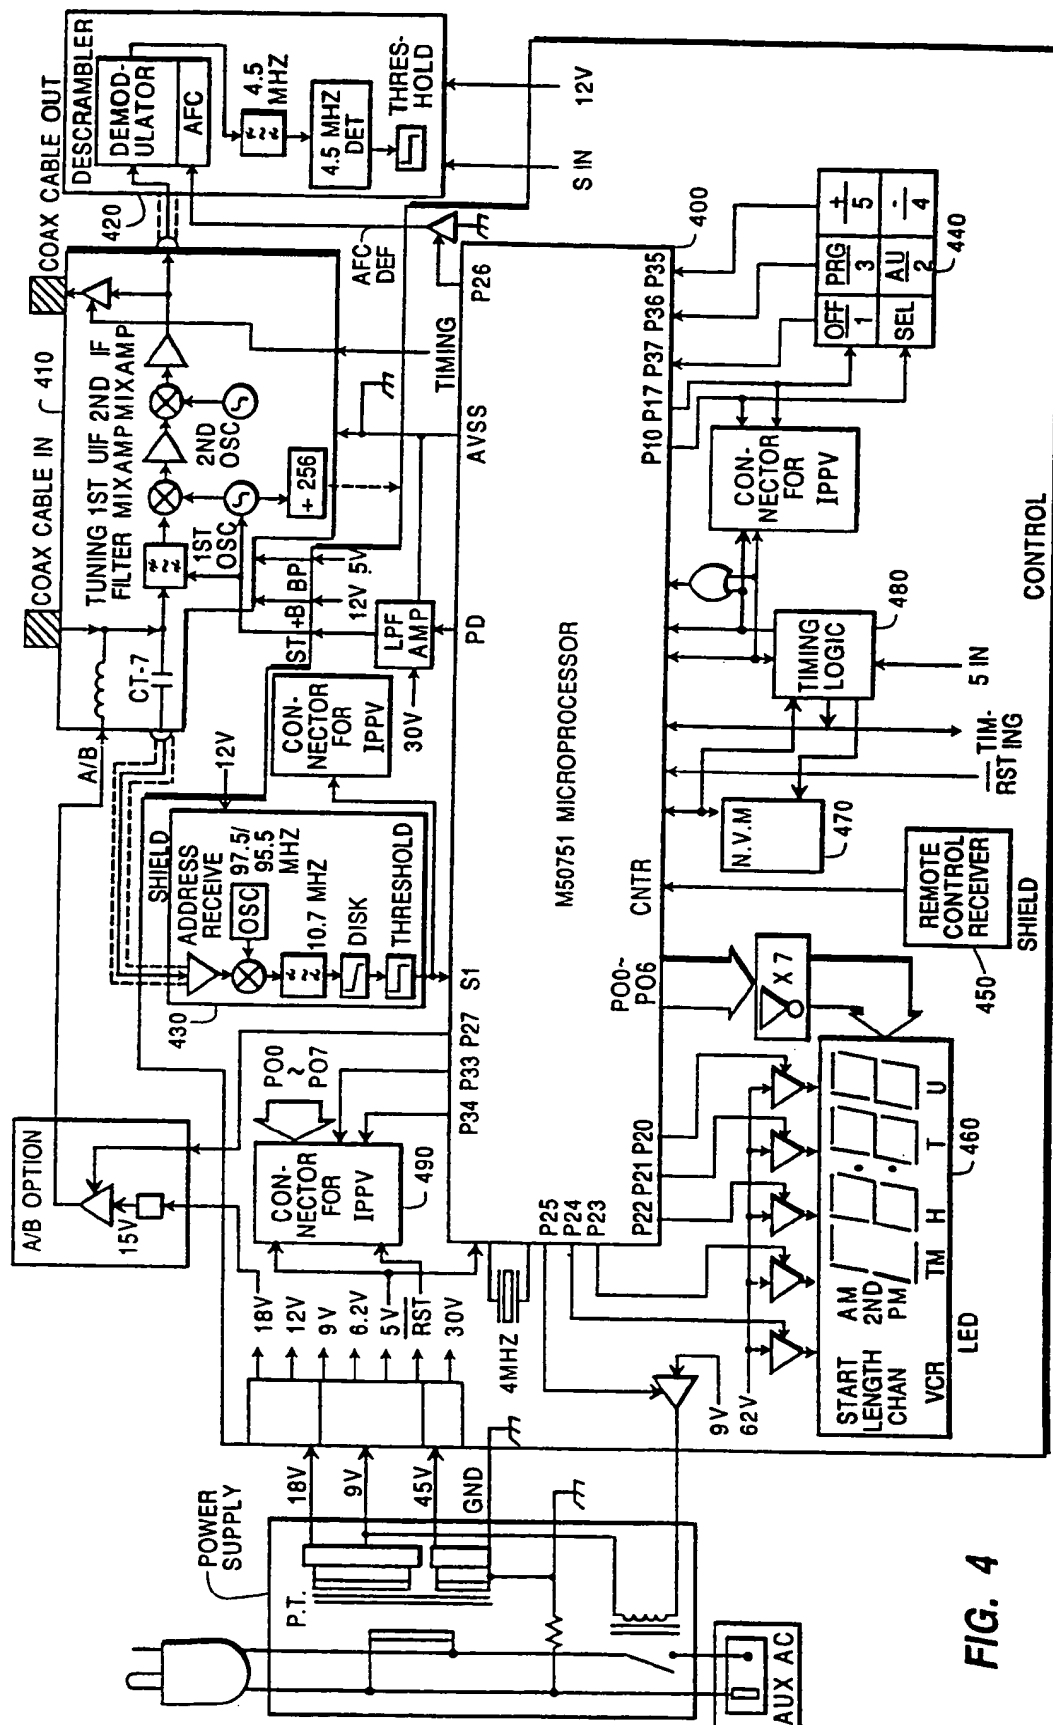 COAX CABLE IN
410
COAX CABLE OUT
TUNING 1ST UIF 2ND IF
FILTER MIXAMP MIXAMP
2ND
OSC
1ST
OSC
÷ 256
CT-7
A/B
ST +B BP
12V 5V
DESCRAMBLER
DEMOD-
ULATOR
AFC
4.5
MHZ
4.5 MHZ
DET
THRES-
HOLD
420
S IN
12V
AFC
DEF
TIMING
A/B OPTION
15V
SHIELD
12V
ADDRESS
RECEIVE
OSC
97.5/
95.5
MHZ
10.7 MHZ
DISK
THRESHOLD
430
CON-
NECTOR
FOR
IPPV
LPF
AMP
30V
PO0
~
PO7
CON-
NECTOR
FOR
IPPV
490
18V
12V
9V
6.2V
5V
RST
30V
P34 P33 P27
S1
PD
AVSS
P26
400
M50751 MICROPROCESSOR
4MHZ
P25
P24
P23
P22 P21 P20
PO0~
PO6
CNTR
P10 P17 P37 P36 P35
POWER
SUPPLY
P.T.
18V
9V
45V
GND
AUX AC
9V
62V
X 7
START
LENGTH
CHAN
VCR
AM
2ND
PM
TM H T U
LED
460
REMOTE
CONTROL
RECEIVER
450
SHIELD
N.V.M
470
TIM-
RST ING
TIMING
LOGIC
480
5 IN
CON-
NECTOR
FOR
IPPV
OFF
1
PRG
3
+
5
SEL
AU
2
-
4
440
CONTROL
FIG. 4